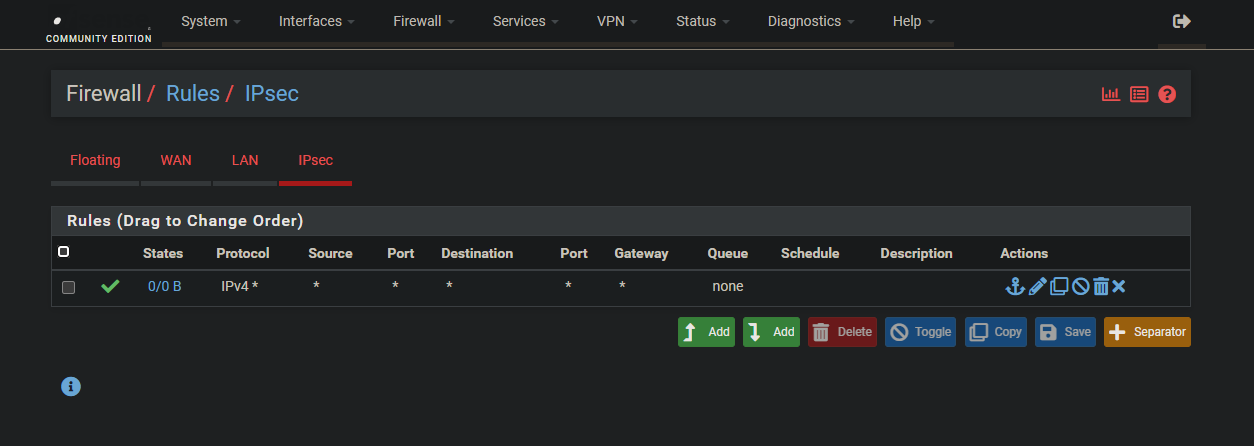 System Interfaces Firewall Services VPN Status Diagnostics Help
COMMUNITY EDITION
Firewall / Rules / IPsec
Floating WAN LAN IPsec
Rules (Drag to Change Order)
States Protocol Source Port Destination Port Gateway Queue Schedule Description Actions
0/0 B IPv4 * * * * * * none
Add Add Delete Toggle Copy Save Separator